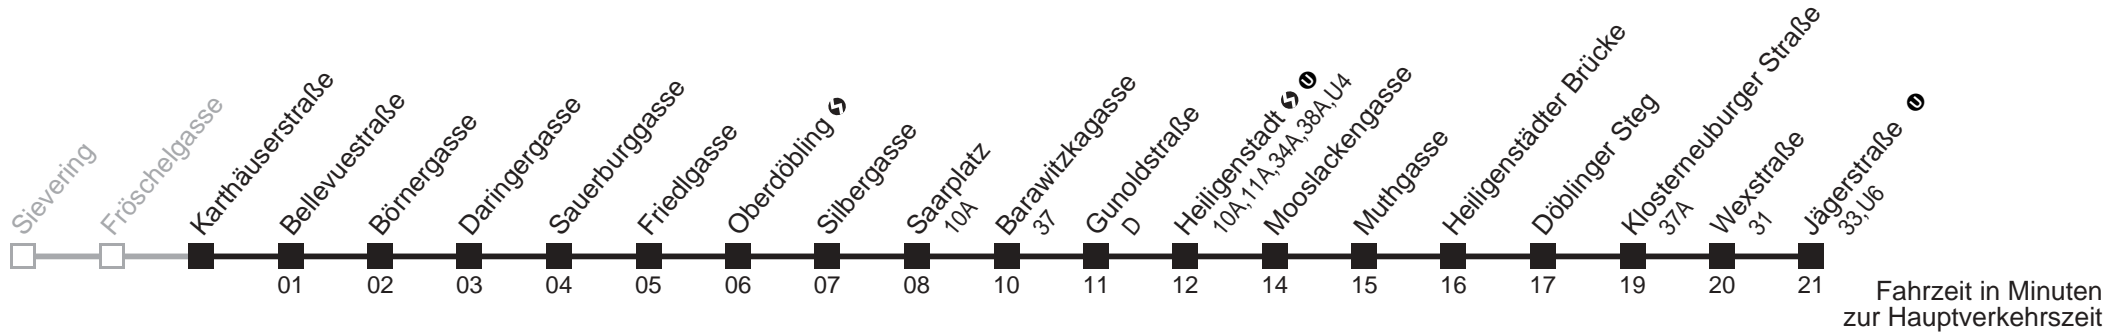 Sievering
Fröschelgasse
Karthäuserstraße
Bellevuestraße
Börnergasse
Daringergasse
Sauerburggasse
Friedlgasse
Oberdöbling
Silbergasse
Saarplatz
10A
Barawitzkagasse
37
Gunoldstraße
D
Heiligenstadt U
10A,11A,34A,38A,U4
Mooslackengasse
Muthgasse
Heiligenstädter Brücke
Döblinger Steg
Klosterneuburger Straße
37A
Wexstraße
31
Jägerstraße U
33,U6
01 02 03 04 05 06 07 08 10 11 12 14 15 16 17 19 20 21
Fahrzeit in Minuten
zur Hauptverkehrszeit